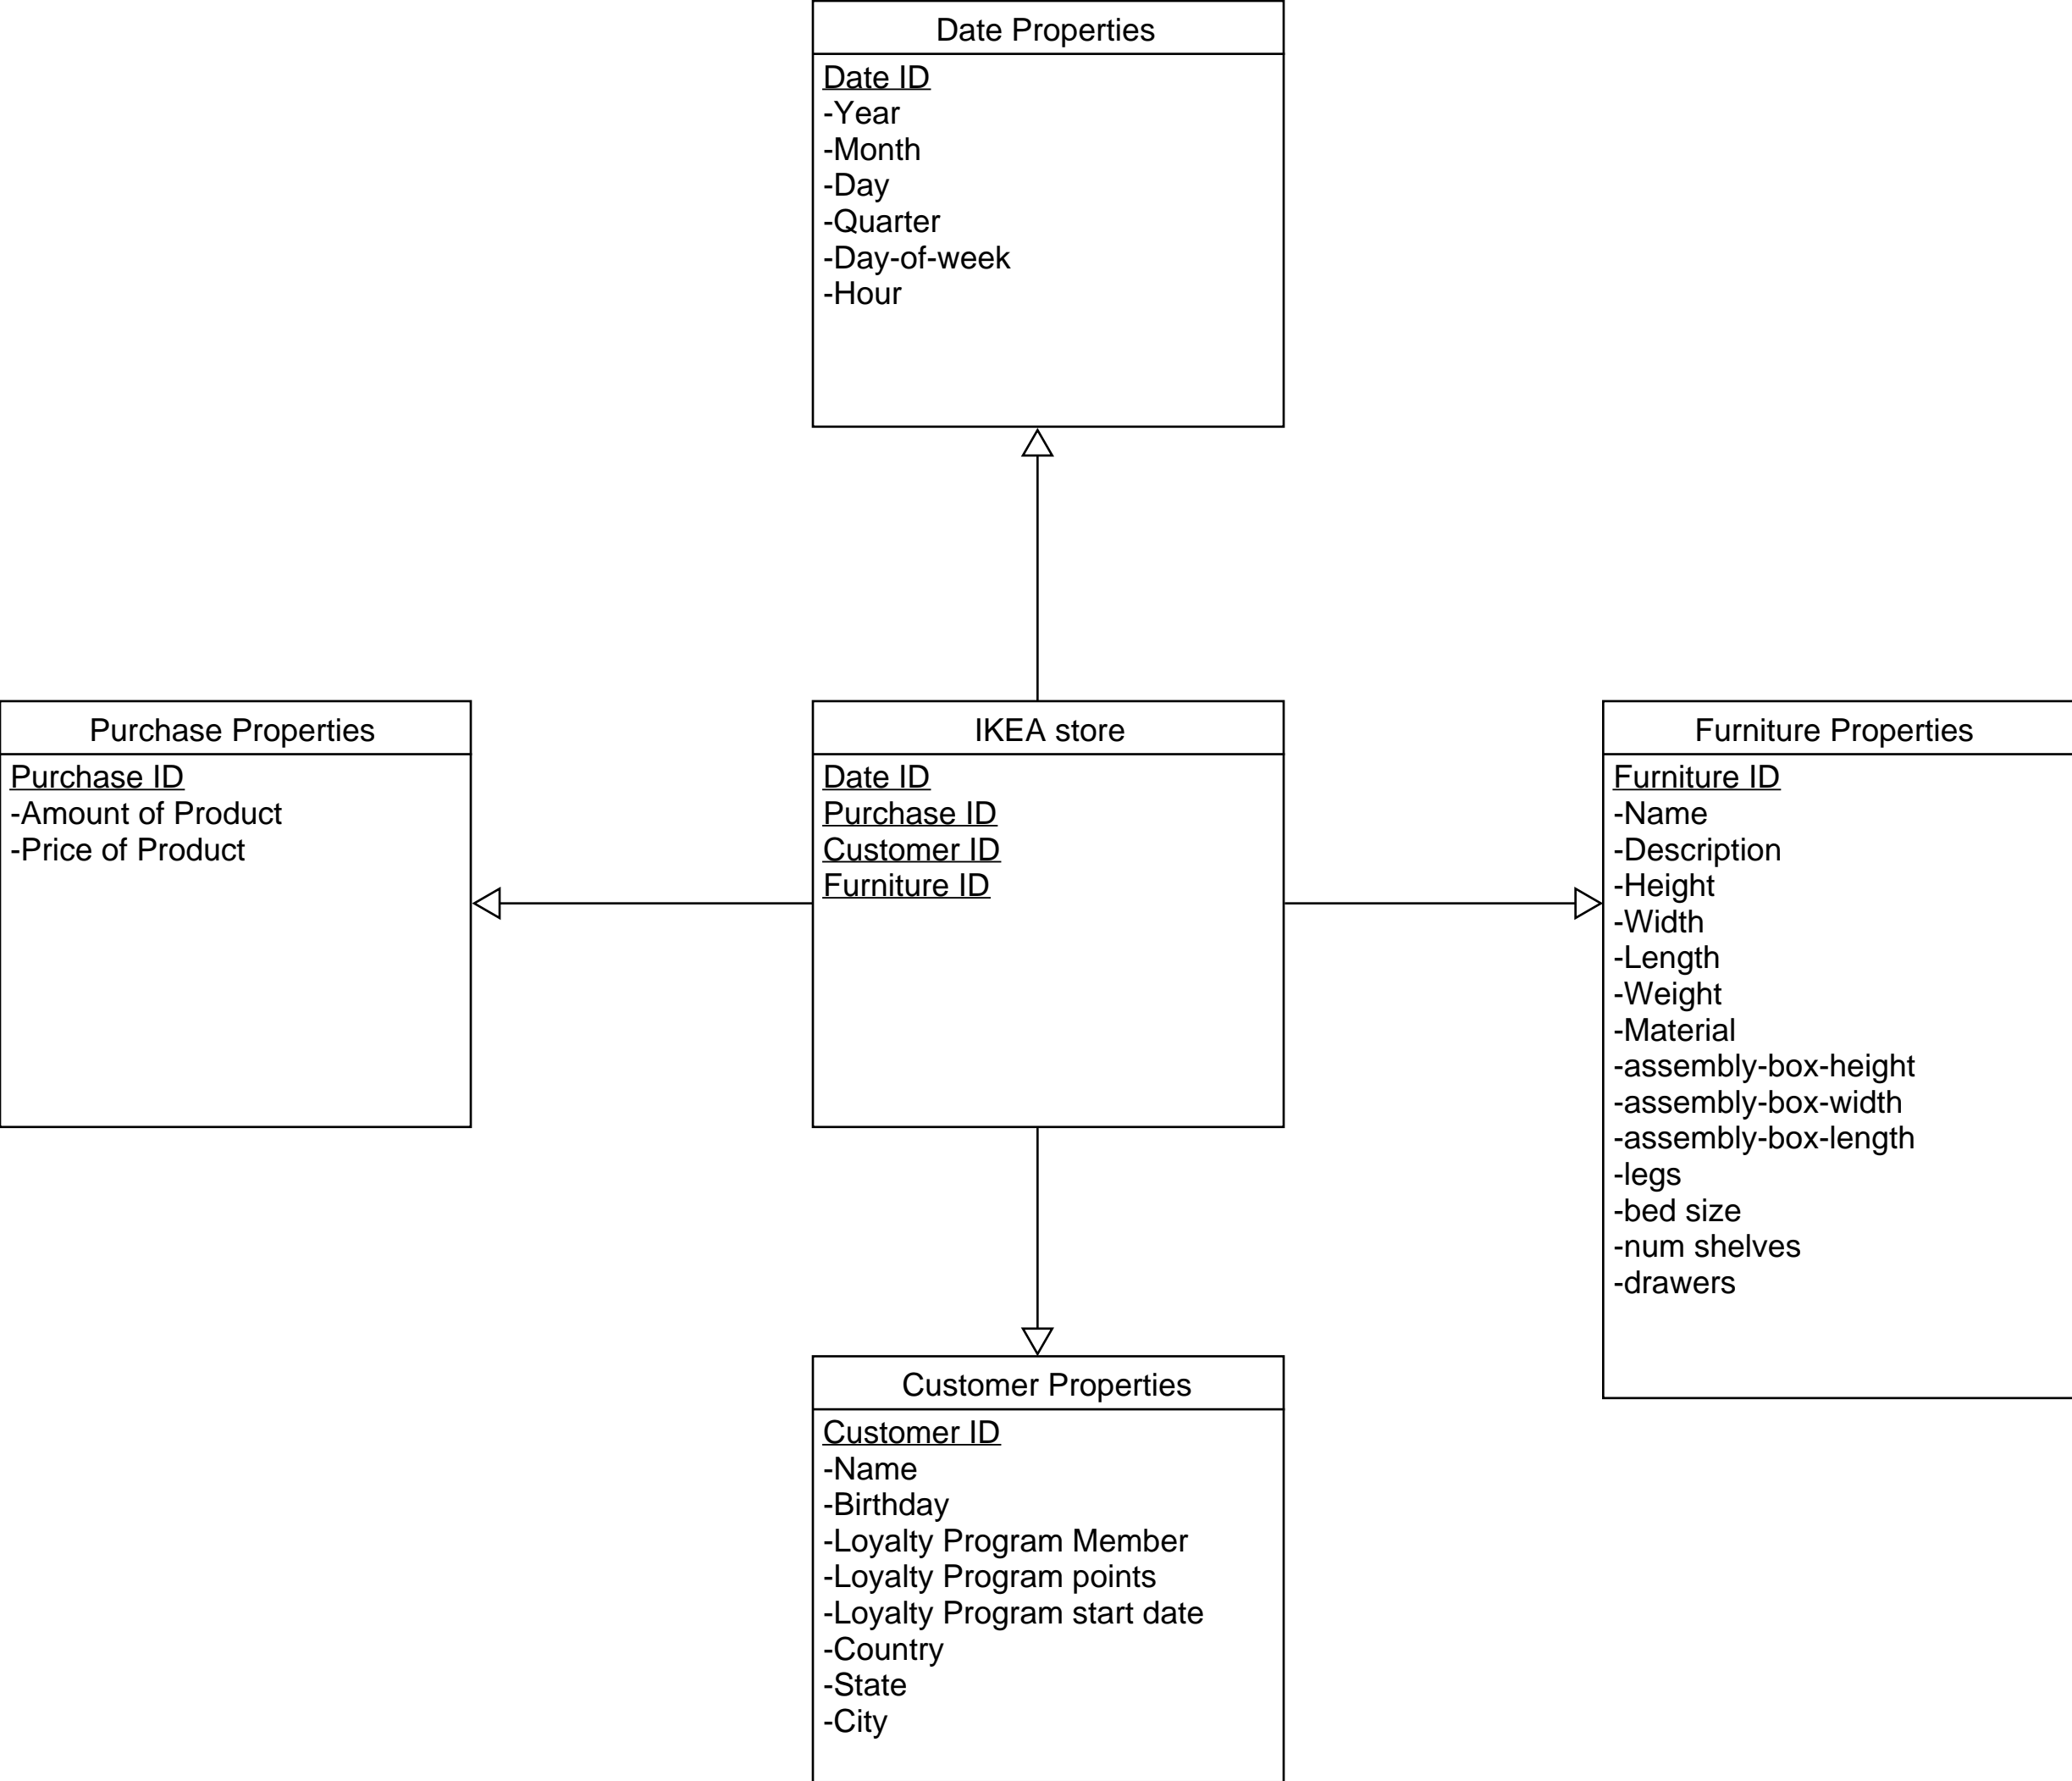 Date Properties
Date ID
-Year
-Month
-Day
-Quarter
-Day-of-week
-Hour
Purchase Properties
Purchase ID
-Amount of Product
-Price of Product
IKEA store
Date ID
Purchase ID
Customer ID
Furniture ID
Furniture Properties
Furniture ID
-Name
-Description
-Height
-Width
-Length
-Weight
-Material
-assembly-box-height
-assembly-box-width
-assembly-box-length
-legs
-bed size
-num shelves
-drawers
Customer Properties
Customer ID
-Name
-Birthday
-Loyalty Program Member
-Loyalty Program points
-Loyalty Program start date
-Country
-State
-City